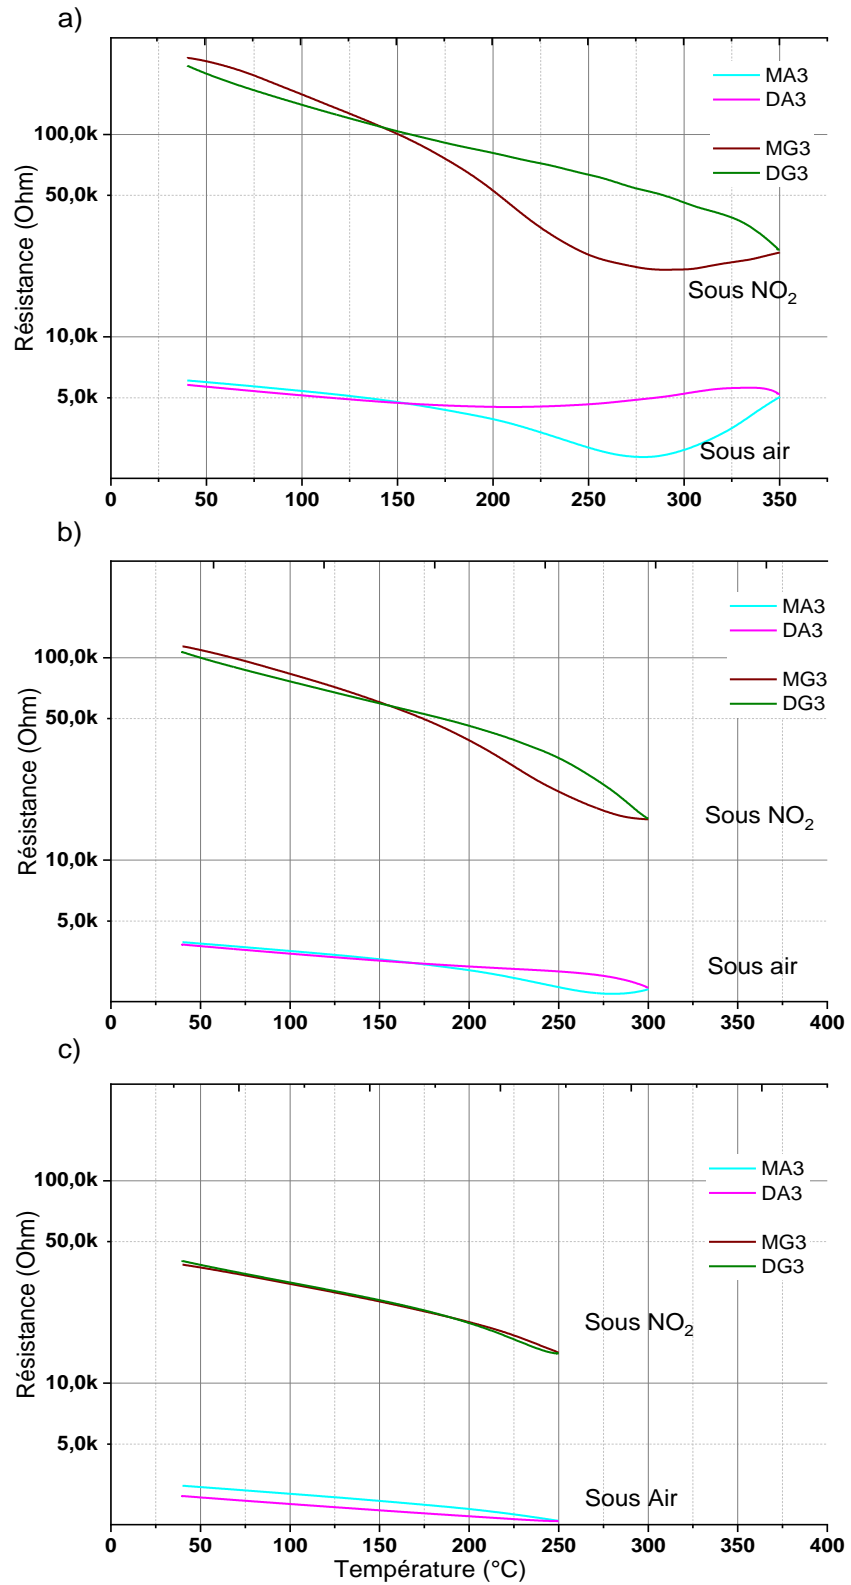 a)
MA3
DA3
MG3
DG3
100,0k
50,0k
10,0k
5,0k
Résistance (Ohm)
Sous NO₂
Sous air
0 50 100 150 200 250 300 350
b)
MA3
DA3
MG3
DG3
100,0k
50,0k
10,0k
5,0k
Résistance (Ohm)
Sous NO₂
Sous air
0 50 100 150 200 250 300 350 400
c)
MA3
DA3
MG3
DG3
100,0k
50,0k
10,0k
5,0k
Résistance (Ohm)
Sous NO₂
Sous Air
0 50 100 150 200 250 300 350 400
Température (°C)